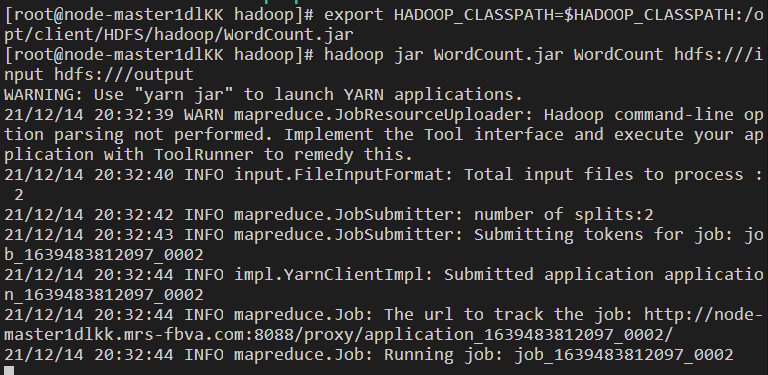 [root@node-master1dlKK hadoop]# export HADOOP_CLASSPATH=$HADOOP_CLASSPATH:/o
pt/client/HDFS/hadoop/WordCount.jar
[root@node-master1dlKK hadoop]# hadoop jar WordCount.jar WordCount hdfs:///i
nput hdfs:///output
WARNING: Use "yarn jar" to launch YARN applications.
21/12/14 20:32:39 WARN mapreduce.JobResourceUploader: Hadoop command-line op
tion parsing not performed. Implement the Tool interface and execute your ap
plication with ToolRunner to remedy this.
21/12/14 20:32:40 INFO input.FileInputFormat: Total input files to process :
 2
21/12/14 20:32:42 INFO mapreduce.JobSubmitter: number of splits:2
21/12/14 20:32:43 INFO mapreduce.JobSubmitter: Submitting tokens for job: jo
b_1639483812097_0002
21/12/14 20:32:44 INFO impl.YarnClientImpl: Submitted application applicatio
n_1639483812097_0002
21/12/14 20:32:44 INFO mapreduce.Job: The url to track the job: http://node-
master1dlkk.mrs-fbva.com:8088/proxy/application_1639483812097_0002/
21/12/14 20:32:44 INFO mapreduce.Job: Running job: job_1639483812097_0002